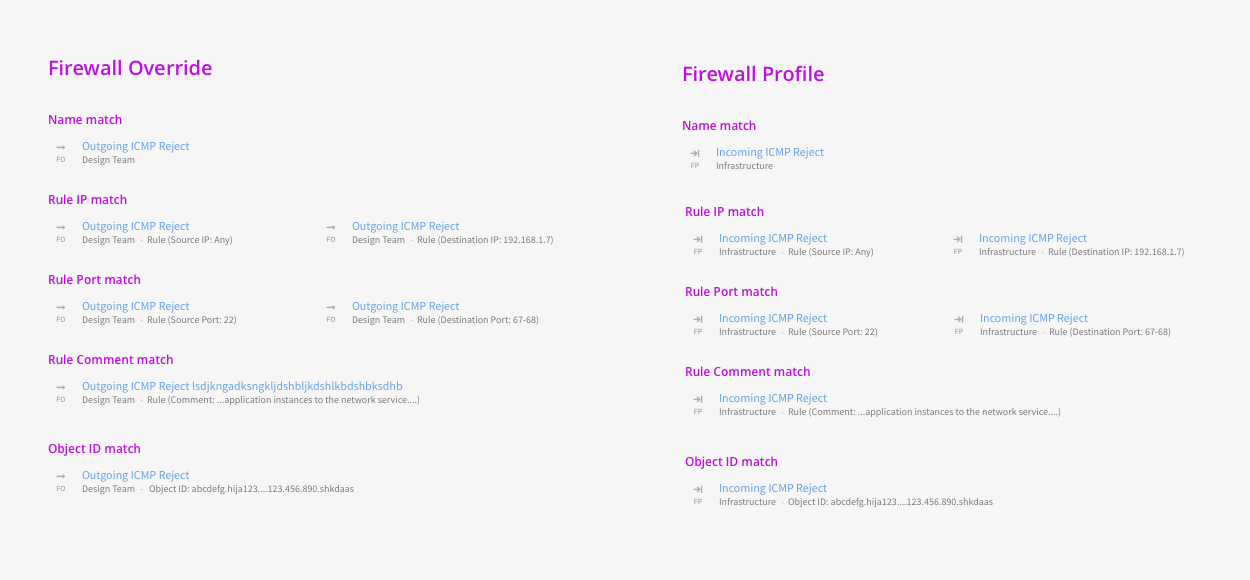 Firewall Override
Name match
Outgoing ICMP Reject
FO Design Team
Rule IP match
Outgoing ICMP Reject
FO Design Team · Rule (Source IP: Any)
Outgoing ICMP Reject
FO Design Team · Rule (Destination IP: 192.168.1.7)
Rule Port match
Outgoing ICMP Reject
FO Design Team · Rule (Source Port: 22)
Outgoing ICMP Reject
FO Design Team · Rule (Destination Port: 67-68)
Rule Comment match
Outgoing ICMP Reject lsdjkngadksngkljdshbljkdshlkbdshbksdhb
FO Design Team · Rule (Comment: ...application instances to the network service....)
Object ID match
Outgoing ICMP Reject
FO Design Team · Object ID: abcdefg.hija123....123.456.890.shkdaas
Firewall Profile
Name match
Incoming ICMP Reject
FP Infrastructure
Rule IP match
Incoming ICMP Reject
FP Infrastructure · Rule (Source IP: Any)
Incoming ICMP Reject
FP Infrastructure · Rule (Destination IP: 192.168.1.7)
Rule Port match
Incoming ICMP Reject
FP Infrastructure · Rule (Source Port: 22)
Incoming ICMP Reject
FP Infrastructure · Rule (Destination Port: 67-68)
Rule Comment match
Incoming ICMP Reject
FP Infrastructure · Rule (Comment: ...application instances to the network service....)
Object ID match
Incoming ICMP Reject
FP Infrastructure · Object ID: abcdefg.hija123....123.456.890.shkdaas